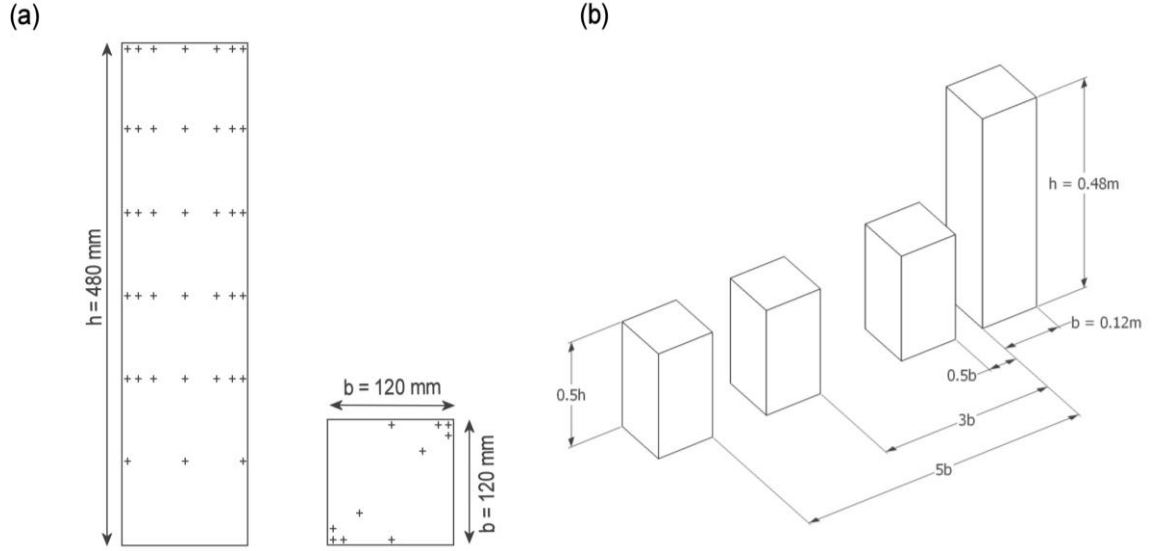 (a)
h = 480 mm
b = 120 mm
b = 120 mm
(b)
h = 0.48m
b = 0.12m
0.5b
3b
5b
0.5h